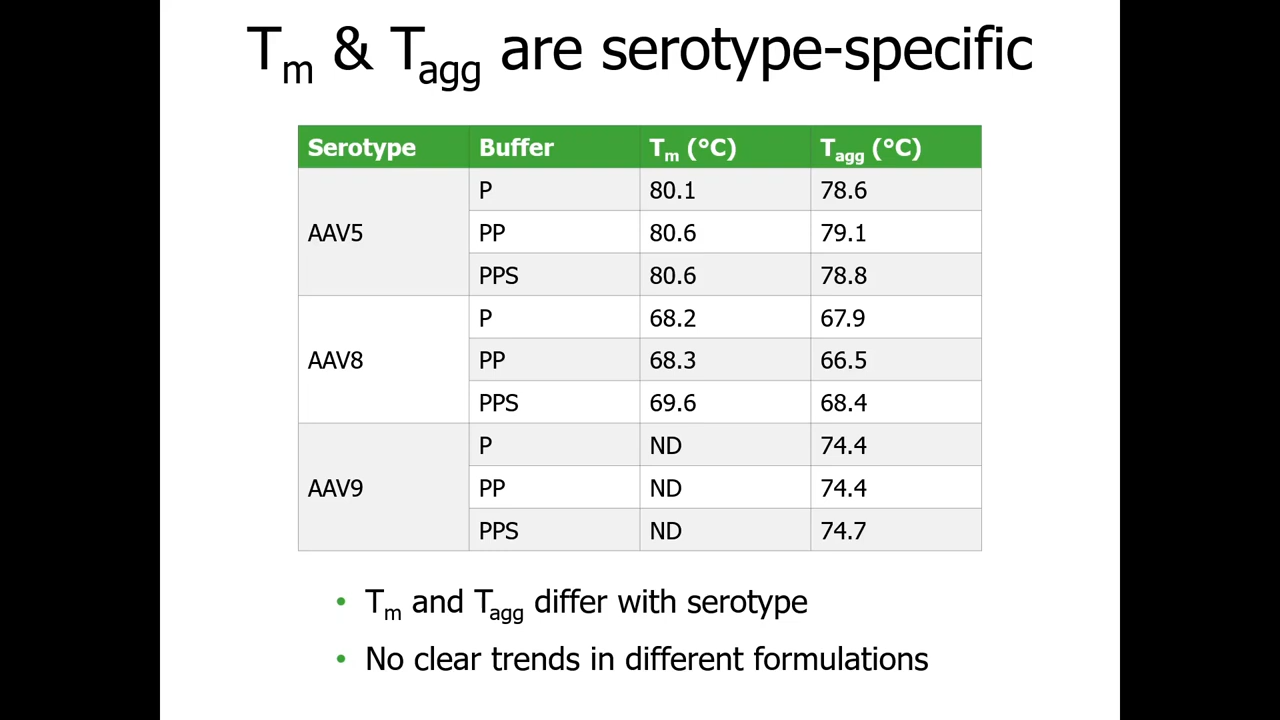 Tm & Tagg are serotype-specific
Serotype Buffer Tm (°C) Tagg (°C)
AAV5
P 80.1 78.6
PP 80.6 79.1
PPS 80.6 78.8
AAV8
P 68.2 67.9
PP 68.3 66.5
PPS 69.6 68.4
AAV9
P ND 74.4
PP ND 74.4
PPS ND 74.7
• Tm and Tagg differ with serotype
• No clear trends in different formulations